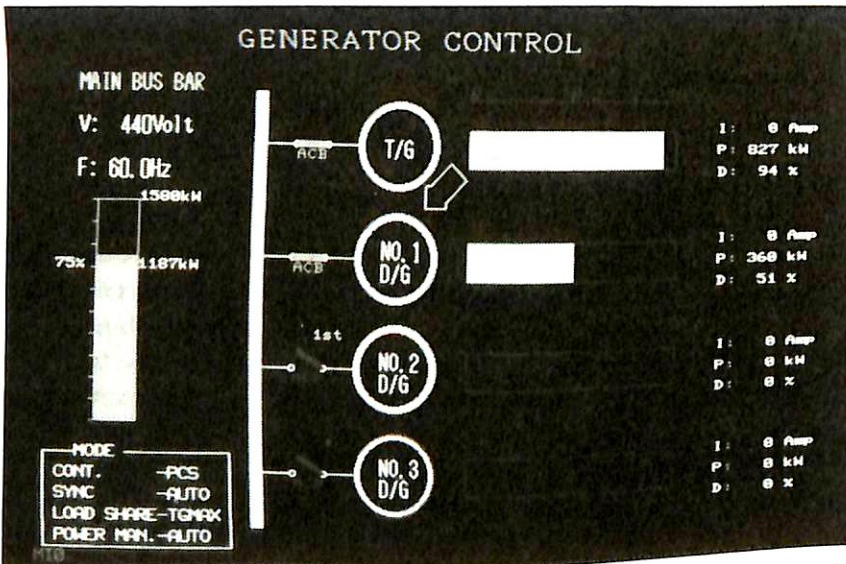 GENERATOR CONTROL
MAIN BUS BAR
V: 440Volt
F: 60.0Hz
1580kW
75% 1187kW
ACB
T/G
I: 0 Amp
P: 827 kW
D: 94 %
ACB
NO.1
D/G
I: 0 Amp
P: 360 kW
D: 51 %
1st
NO.2
D/G
I: 0 Amp
P: 0 kW
D: 0 %
NO.3
D/G
I: 0 Amp
P: 0 kW
D: 0 %
MODE
CONT. -PCS
SYNC -AUTO
LOAD SHARE-TGMAX
POWER MAN.-AUTO
M10